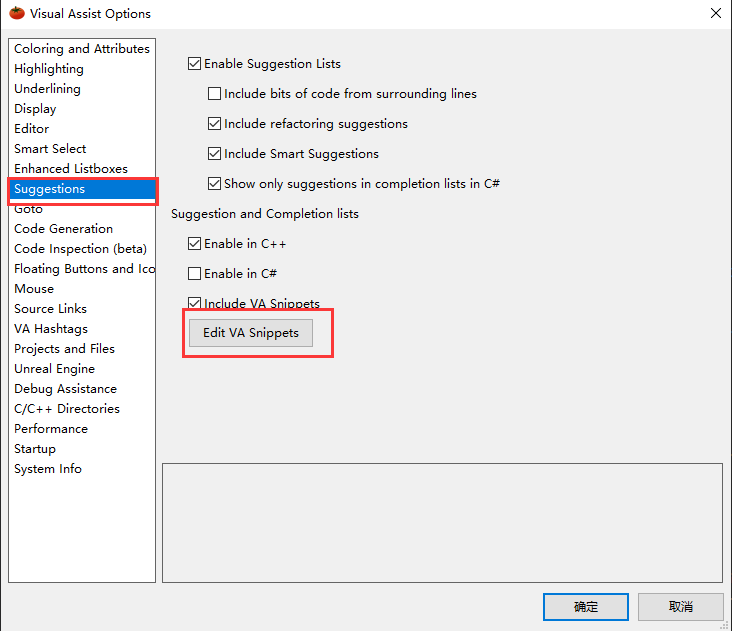 Visual Assist Options
Coloring and Attributes
Highlighting
Underlining
Display
Editor
Smart Select
Enhanced Listboxes
Suggestions
Goto
Code Generation
Code Inspection (beta)
Floating Buttons and Ico
Mouse
Source Links
VA Hashtags
Projects and Files
Unreal Engine
Debug Assistance
C/C++ Directories
Performance
Startup
System Info
Enable Suggestion Lists
Include bits of code from surrounding lines
Include refactoring suggestions
Include Smart Suggestions
Show only suggestions in completion lists in C#
Suggestion and Completion lists
Enable in C++
Enable in C#
Include VA Snippets
Edit VA Snippets
确定
取消